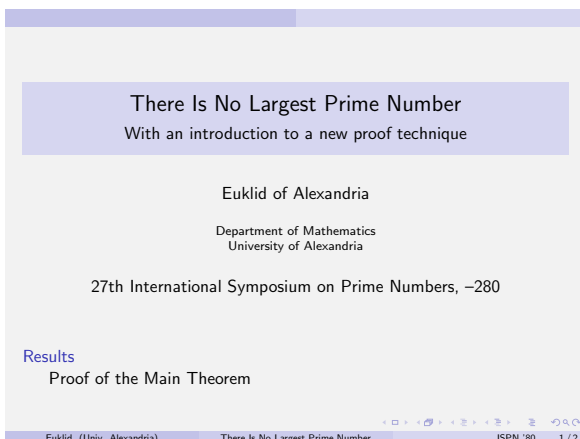 There Is No Largest Prime Number
With an introduction to a new proof technique
Euklid of Alexandria
Department of Mathematics
University of Alexandria
27th International Symposium on Prime Numbers, –280
Results
Proof of the Main Theorem
Euklid (Univ. Alexandria) There Is No Largest Prime Number ISPN ’80 1 / 2